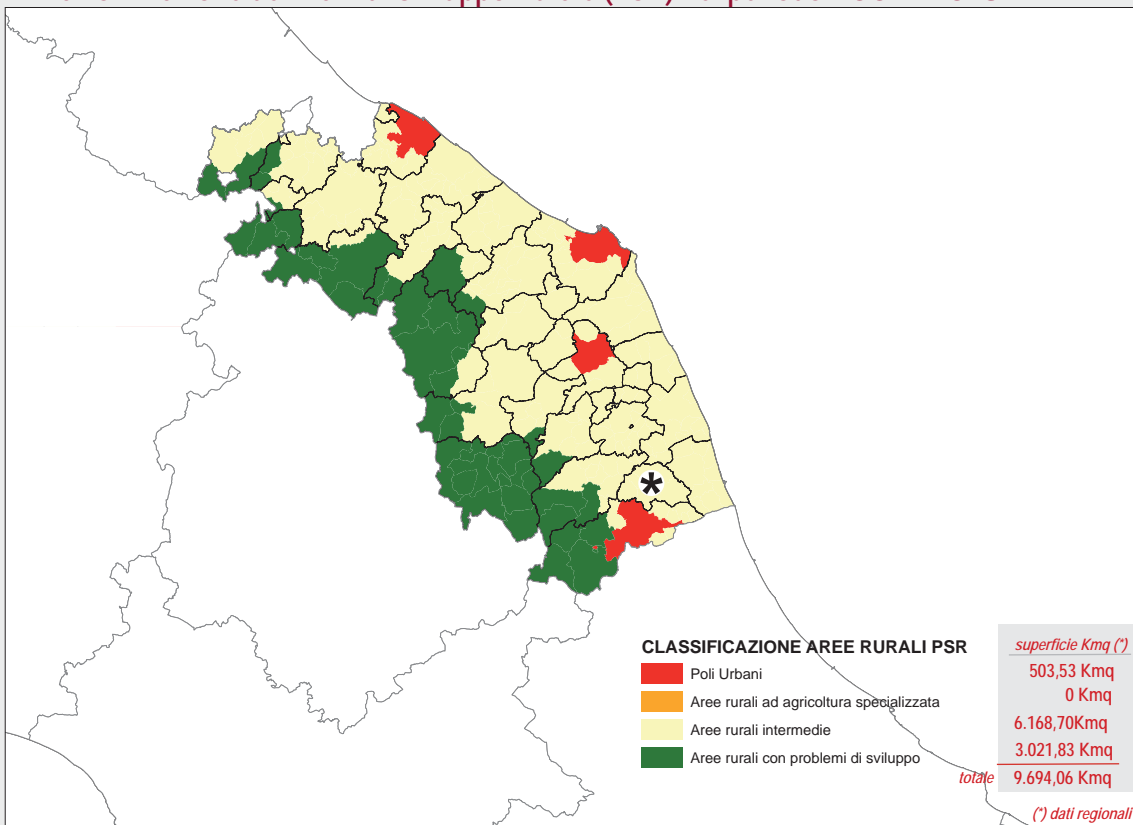 CLASSIFICAZIONE AREE RURALI PSR
superficie Kmq (*)
Poli Urbani
503,53 Kmq
Aree rurali ad agricoltura specializzata
0 Kmq
Aree rurali intermedie
6.168,70Kmq
Aree rurali con problemi di sviluppo
3.021,83 Kmq
totale
9.694,06 Kmq
(*) dati regionali